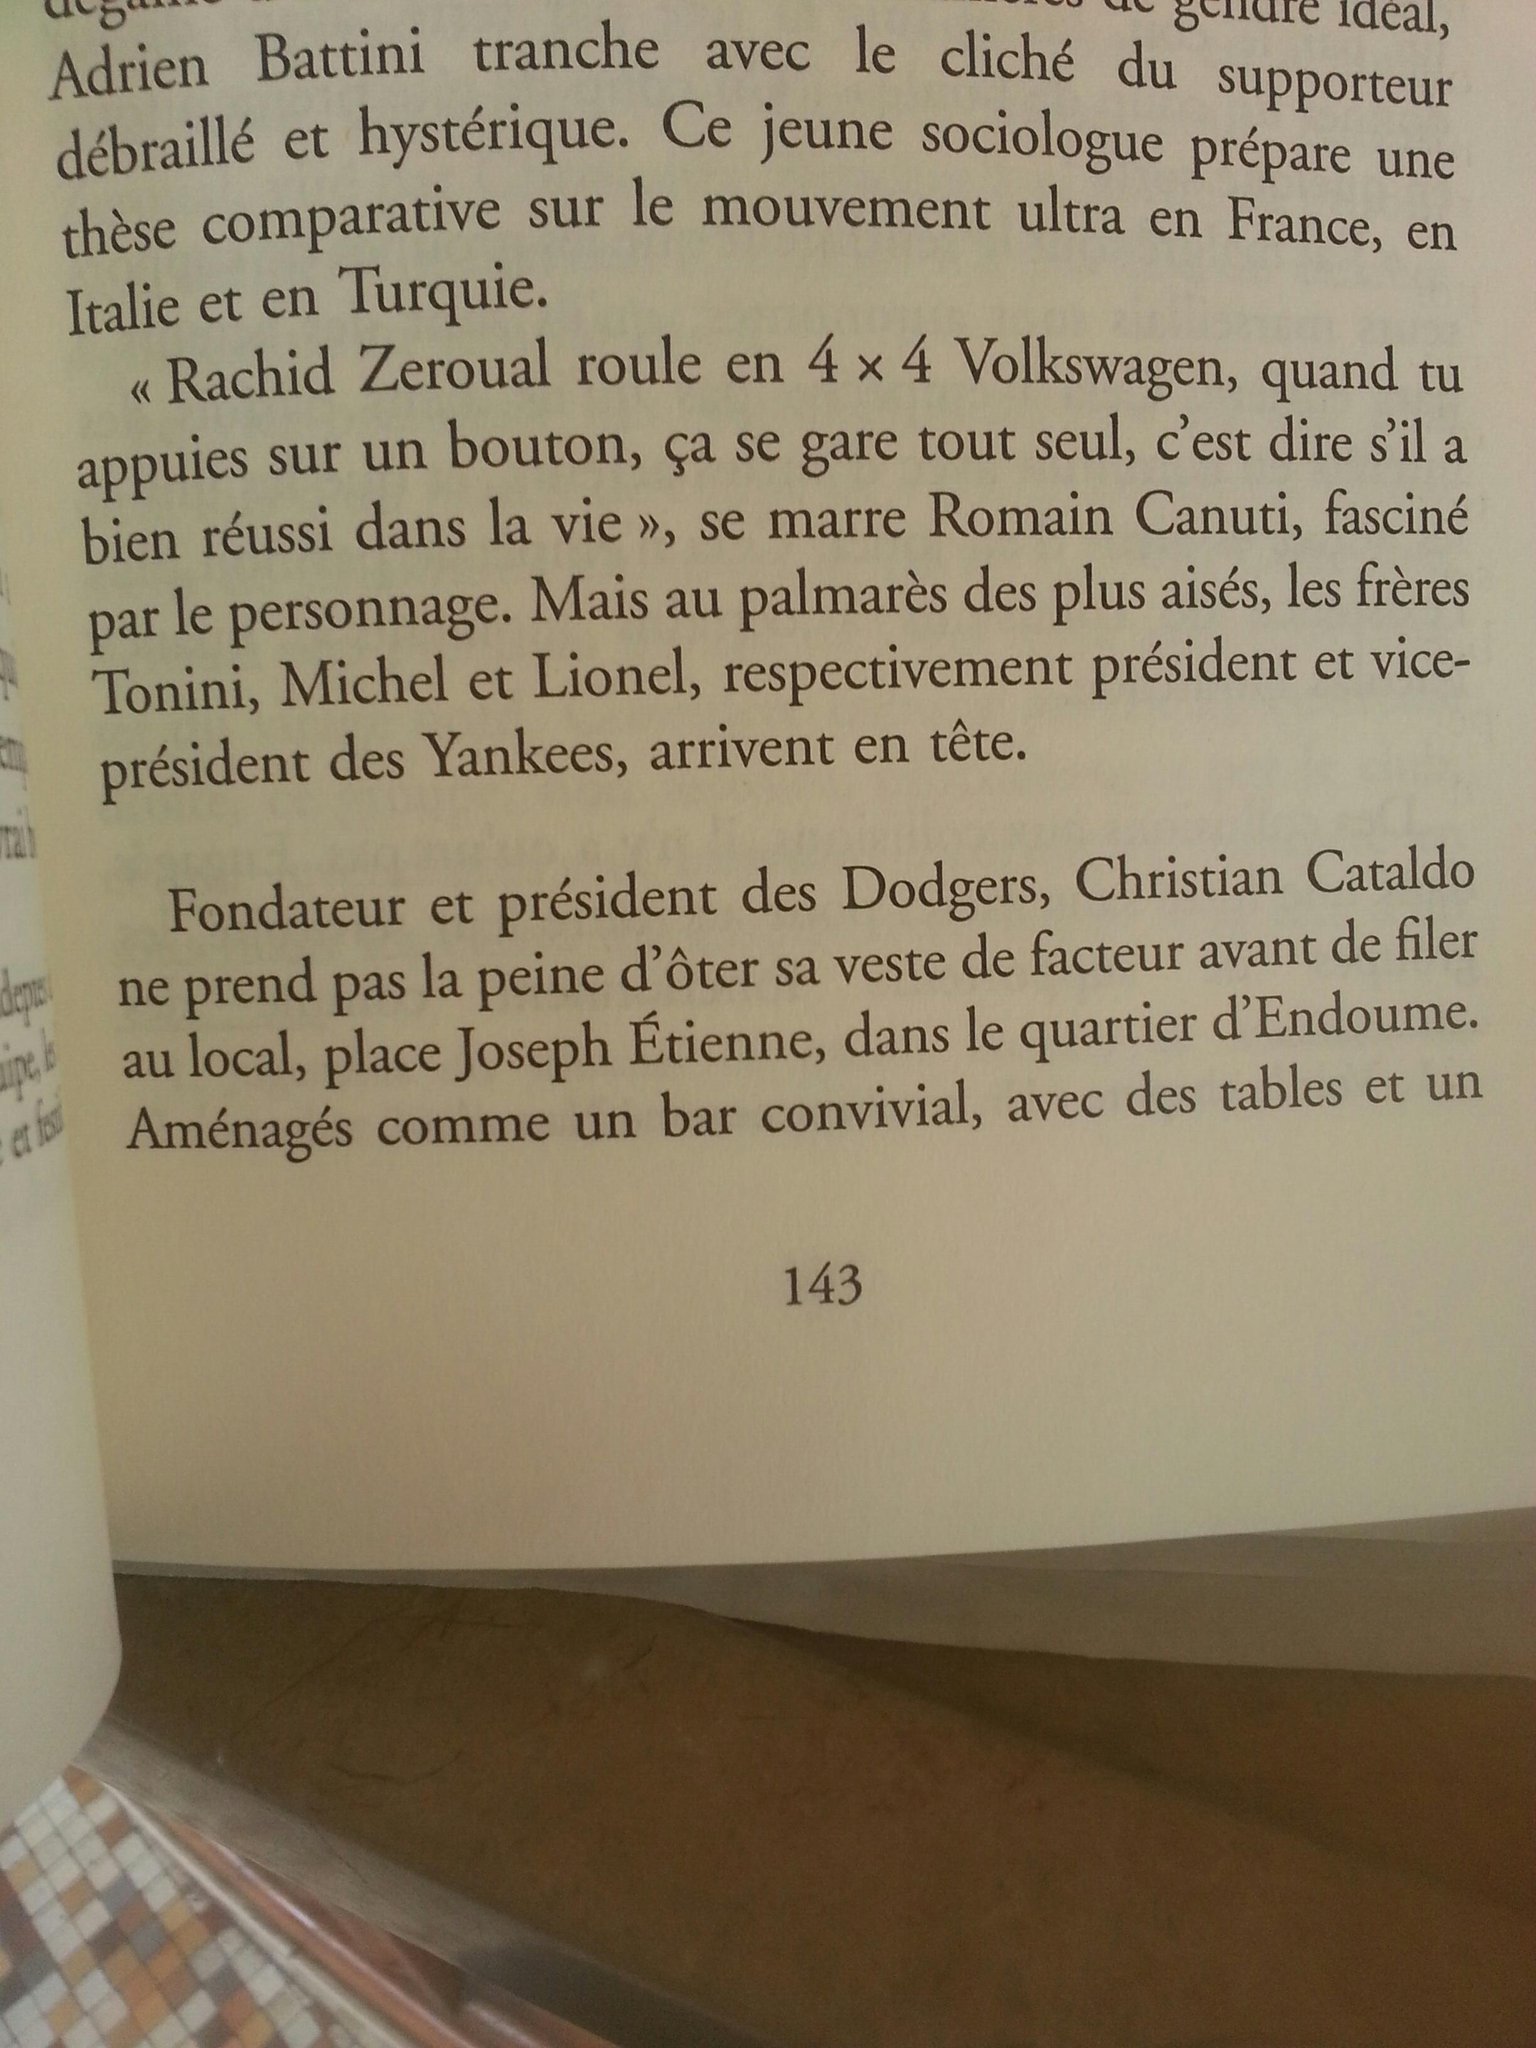 de gendre idéal,
Adrien Battini tranche avec le cliché du supporteur
débraillé et hystérique. Ce jeune sociologue prépare une
thèse comparative sur le mouvement ultra en France, en
Italie et en Turquie.
« Rachid Zeroual roule en 4 × 4 Volkswagen, quand tu
appuies sur un bouton, ça se gare tout seul, c'est dire s'il a
bien réussi dans la vie », se marre Romain Canuti, fasciné
par le personnage. Mais au palmarès des plus aisés, les frères
Tonini, Michel et Lionel, respectivement président et vice-
président des Yankees, arrivent en tête.
Fondateur et président des Dodgers, Christian Cataldo
ne prend pas la peine d'ôter sa veste de facteur avant de filer
au local, place Joseph Étienne, dans le quartier d'Endoume.
Aménagés comme un bar convivial, avec des tables et un
143